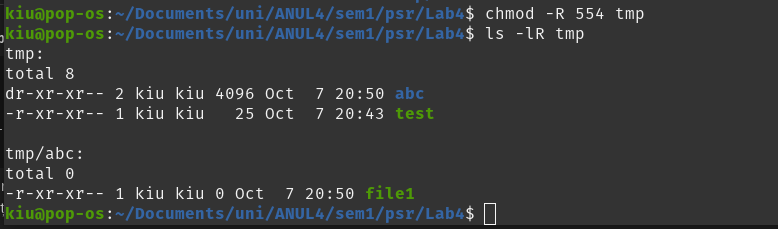 kiu@pop-os:~/Documents/uni/ANUL4/sem1/psr/Lab4$ chmod -R 554 tmp
kiu@pop-os:~/Documents/uni/ANUL4/sem1/psr/Lab4$ ls -lR tmp
tmp:
total 8
dr-xr-xr-- 2 kiu kiu 4096 Oct  7 20:50 abc
-r-xr-xr-- 1 kiu kiu   25 Oct  7 20:43 test

tmp/abc:
total 0
-r-xr-xr-- 1 kiu kiu 0 Oct  7 20:50 file1
kiu@pop-os:~/Documents/uni/ANUL4/sem1/psr/Lab4$